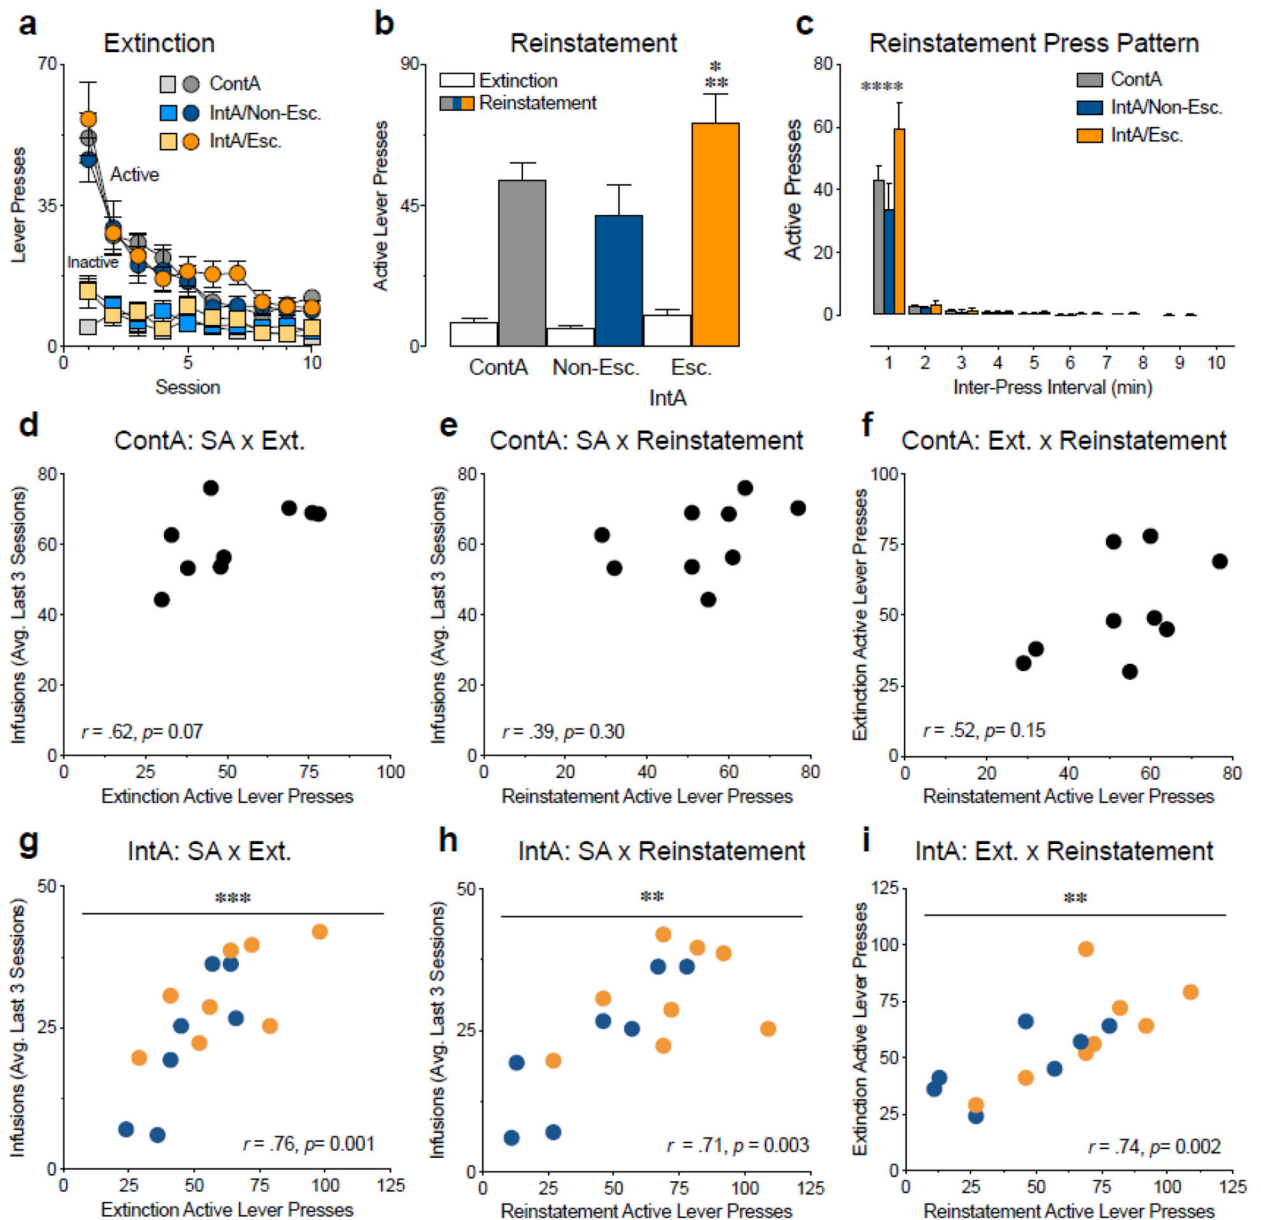 a
Extinction
70
35
0
Lever Presses
ContA
IntA/Non-Esc.
IntA/Esc.
Active
Inactive
0 5 10
Session
b
Reinstatement
90
45
0
Active Lever Presses
Extinction
Reinstatement
*
**
ContA Non-Esc. Esc.
IntA
c
Reinstatement Press Pattern
80
60
40
20
0
Active Presses
****
ContA
IntA/Non-Esc.
IntA/Esc.
1 2 3 4 5 6 7 8 9 10
Inter-Press Interval (min)
d
ContA: SA x Ext.
80
60
40
20
0
Infusions (Avg. Last 3 Sessions)
r = .62, p= 0.07
0 25 50 75 100
Extinction Active Lever Presses
e
ContA: SA x Reinstatement
80
60
40
20
0
Infusions (Avg. Last 3 Sessions)
r = .39, p= 0.30
0 20 40 60 80
Reinstatement Active Lever Presses
f
ContA: Ext. x Reinstatement
100
75
50
25
0
Extinction Active Lever Presses
r = .52, p= 0.15
0 20 40 60 80
Reinstatement Active Lever Presses
g
IntA: SA x Ext.
50
25
0
Infusions (Avg. Last 3 Sessions)
***
r = .76, p= 0.001
0 25 50 75 100 125
Extinction Active Lever Presses
h
IntA: SA x Reinstatement
50
25
0
Infusions (Avg. Last 3 Sessions)
**
r = .71, p = 0.003
0 25 50 75 100 125
Reinstatement Active Lever Presses
i
IntA: Ext. x Reinstatement
125
100
75
50
25
0
Extinction Active Lever Presses
**
r = .74, p = 0.002
0 25 50 75 100 125
Reinstatement Active Lever Presses